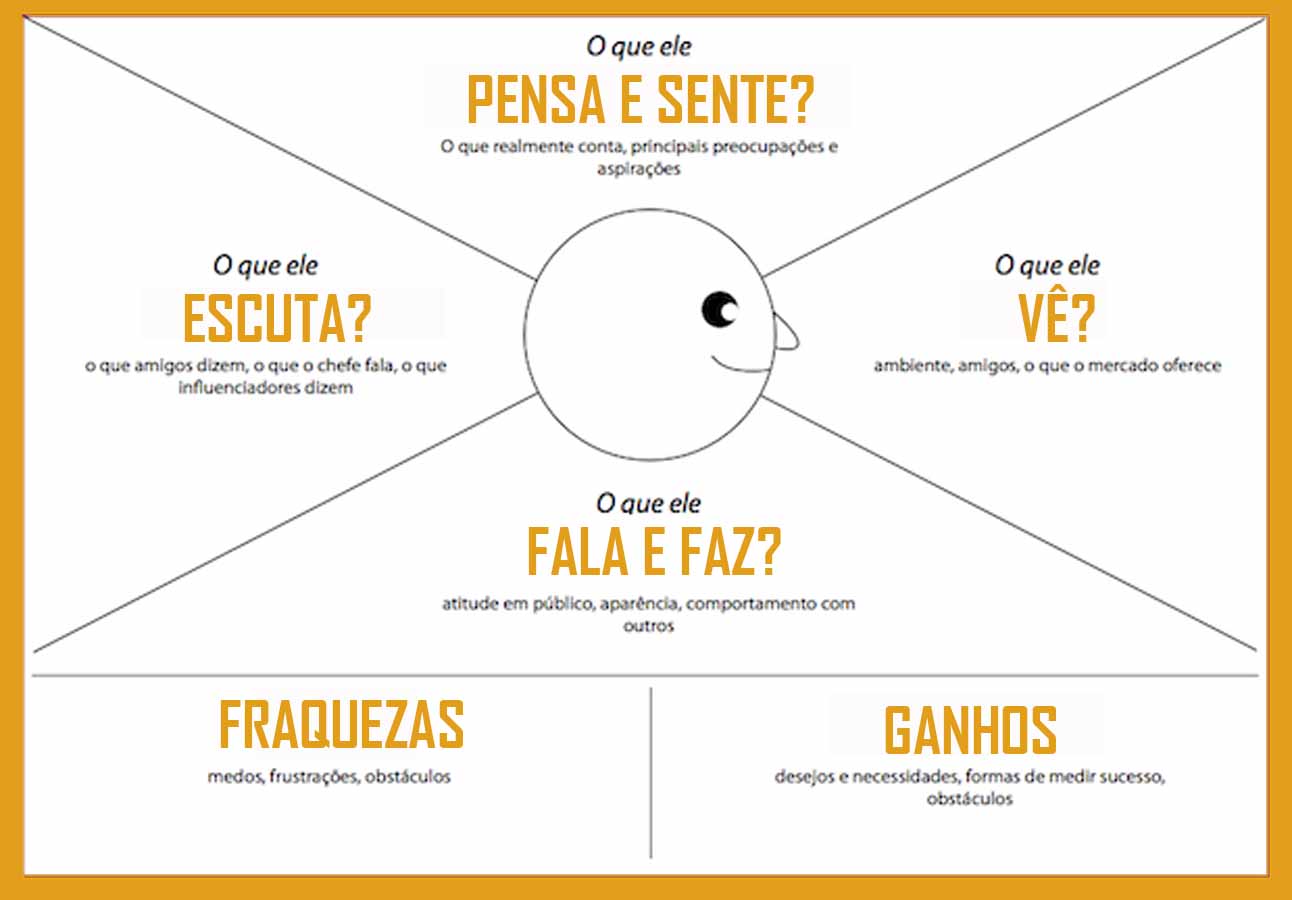 O que ele
PENSA E SENTE?
O que realmente conta, principais preocupações e
aspirações
O que ele
ESCUTA?
o que amigos dizem, o que o chefe fala, o que
influenciadores dizem
O que ele
VÊ?
ambiente, amigos, o que o mercado oferece
O que ele
FALA E FAZ?
atitude em público, aparência, comportamento com
outros
FRAQUEZAS
medos, frustrações, obstáculos
GANHOS
desejos e necessidades, formas de medir sucesso,
obstáculos